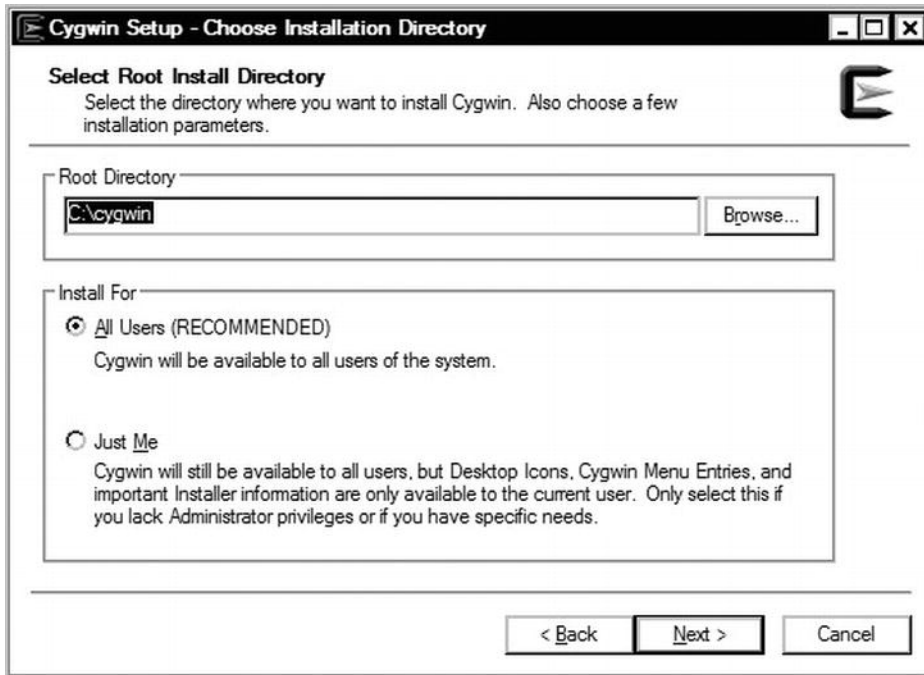 Cygwin Setup - Choose Installation Directory
Select Root Install Directory
Select the directory where you want to install Cygwin. Also choose a few
installation parameters.
Root Directory
C:\cygwin
Browse...
Install For
All Users (RECOMMENDED)
Cygwin will be available to all users of the system.
Just Me
Cygwin will still be available to all users, but Desktop Icons, Cygwin Menu Entries, and
important Installer information are only available to the current user. Only select this if
you lack Administrator privileges or if you have specific needs.
< Back
Next >
Cancel